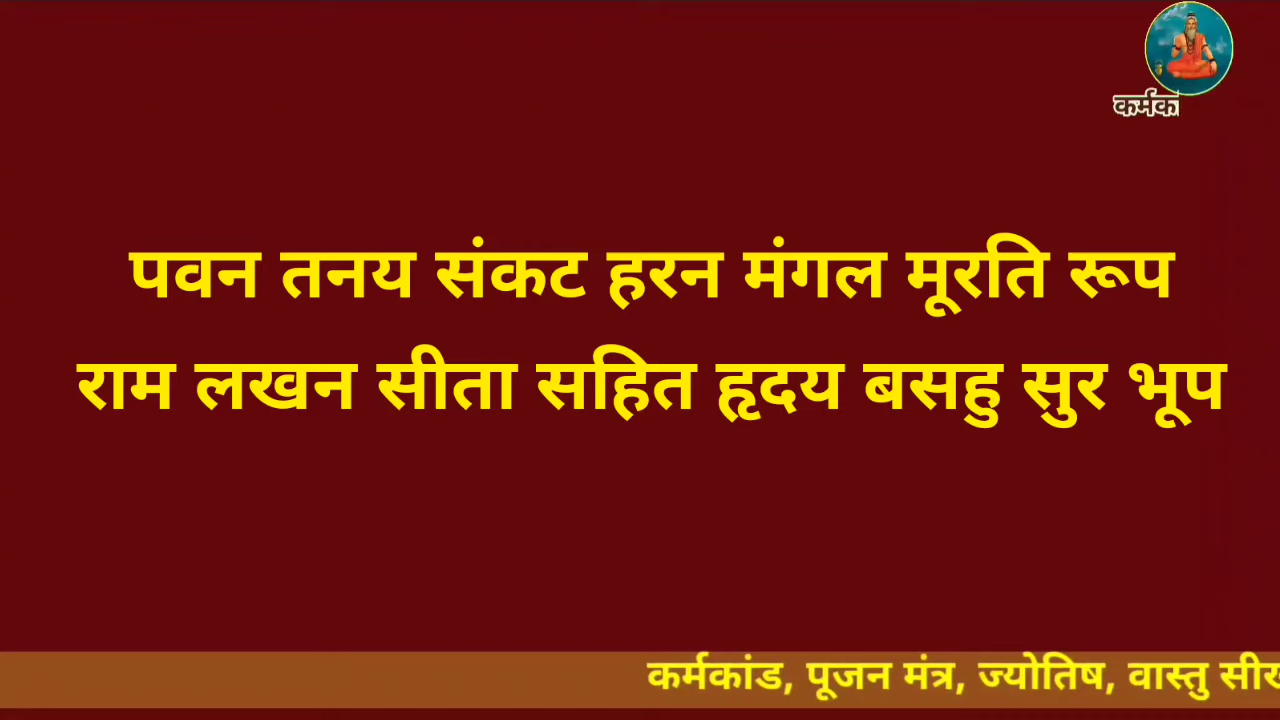 कर्मक
पवन तनय संकट हरन मंगल मूरति रूप
राम लखन सीता सहित हृदय बसहु सुर भूप
कर्मकांड, पूजन मंत्र, ज्योतिष, वास्तु सीख